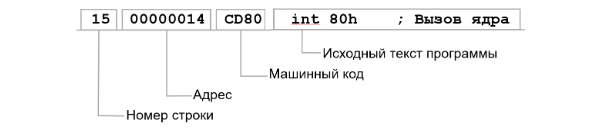 15 00000014 CD80 int 80h ; Вызов ядра
Исходный текст программы
Машинный код
Адрес
Номер строки